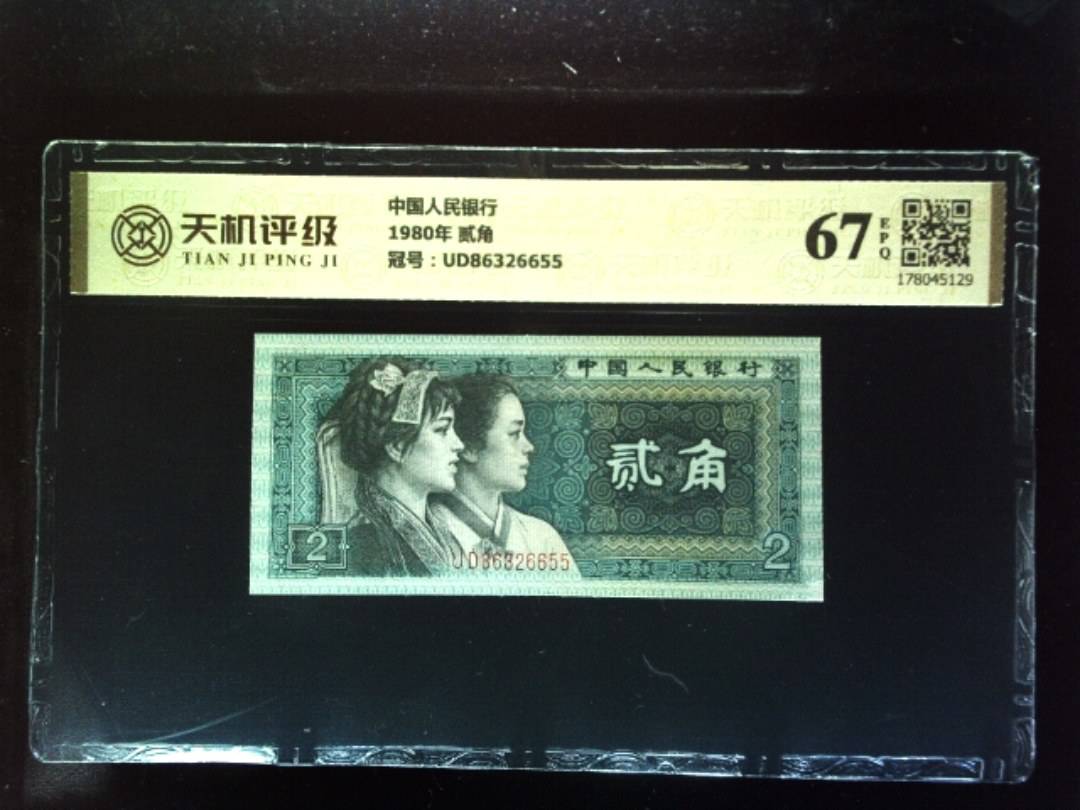 天机评级
TIAN JI PING JI
中国人民银行
1980年 贰角
冠号：UD86326655
67
EPQ
178045129
中国人民银行
贰角
2
UD86326655
2